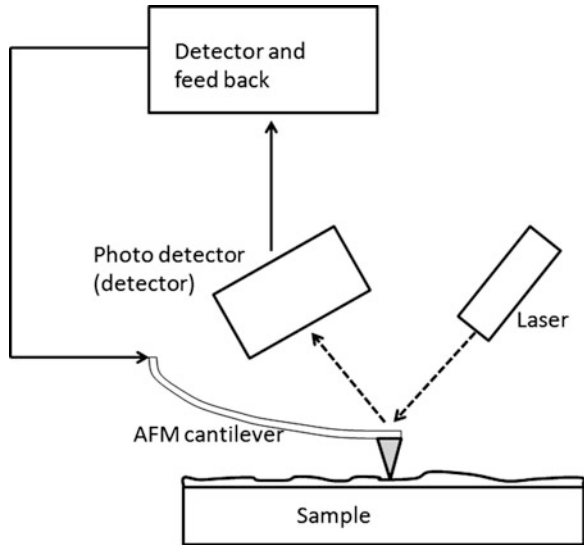 Detector and
feed back
Photo detector
(detector)
Laser
AFM cantilever
Sample